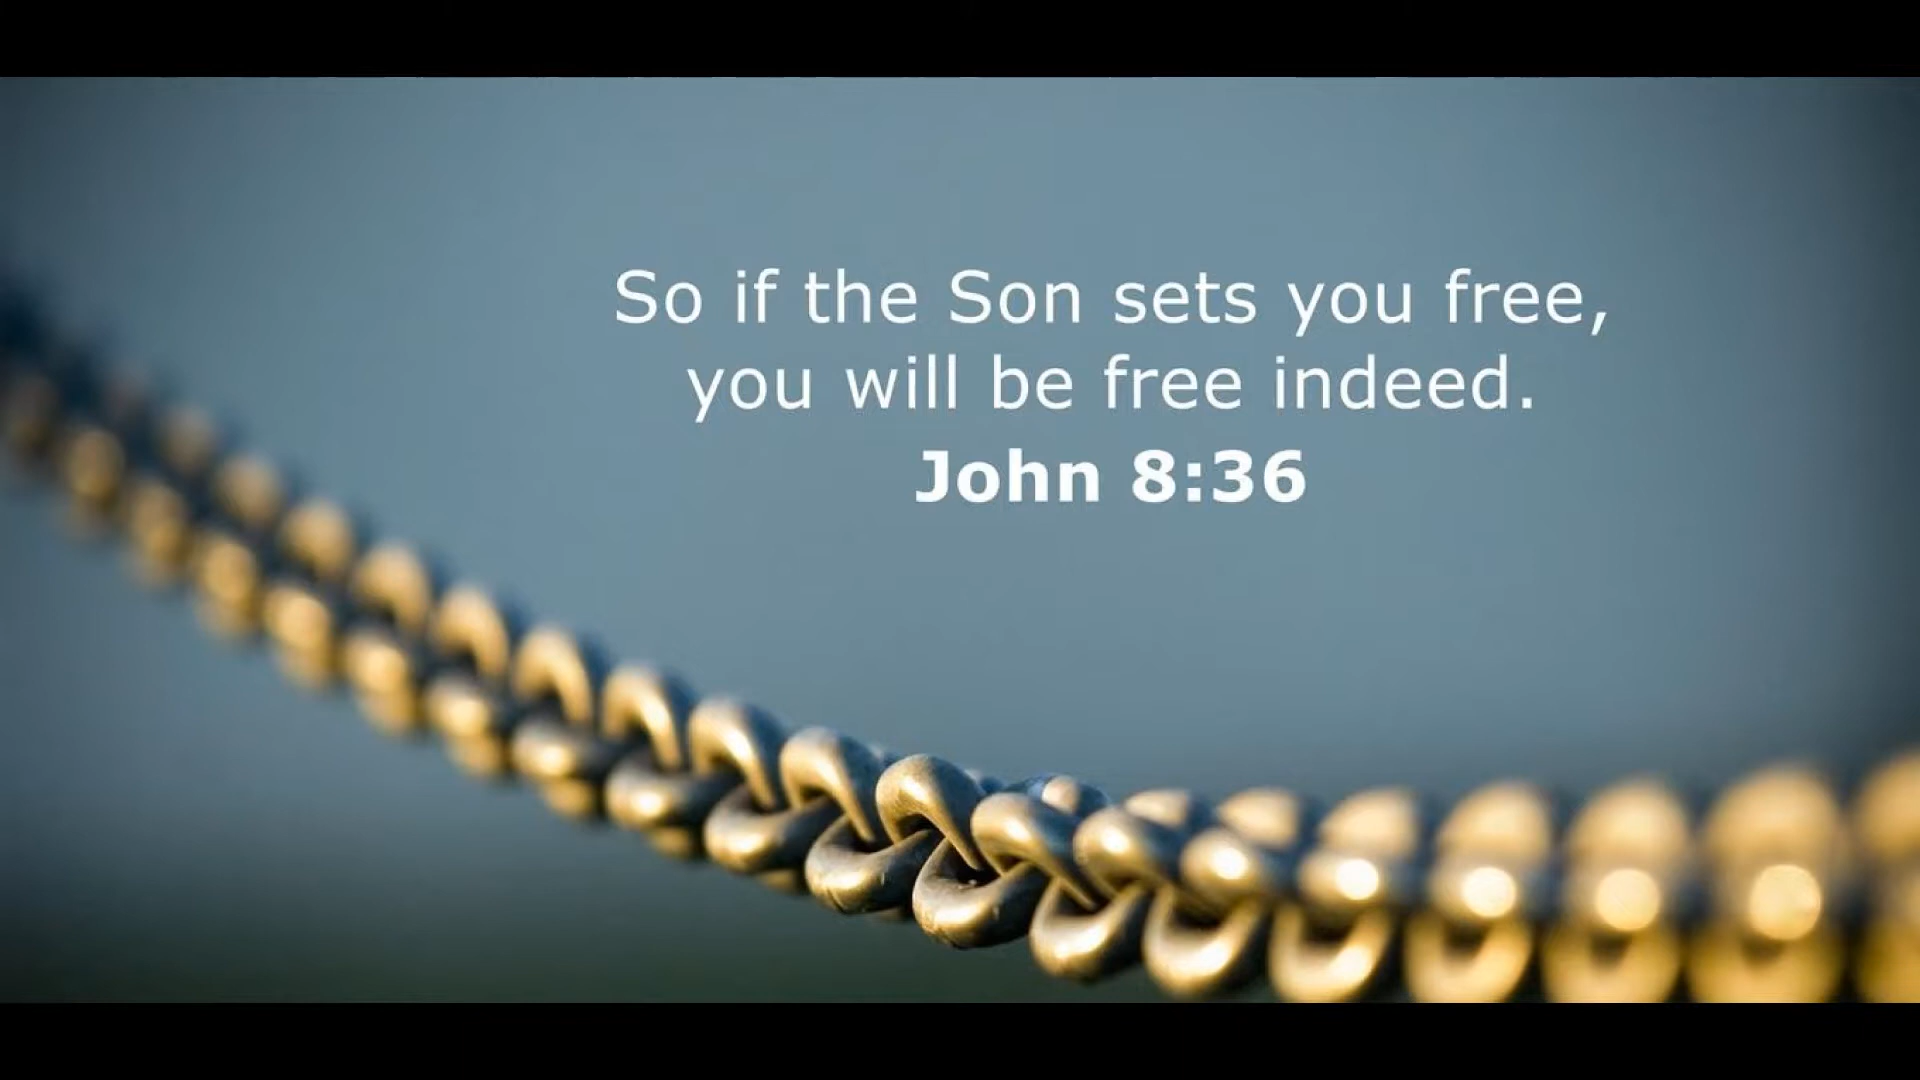 So if the Son sets you free,
you will be free indeed.
John 8:36